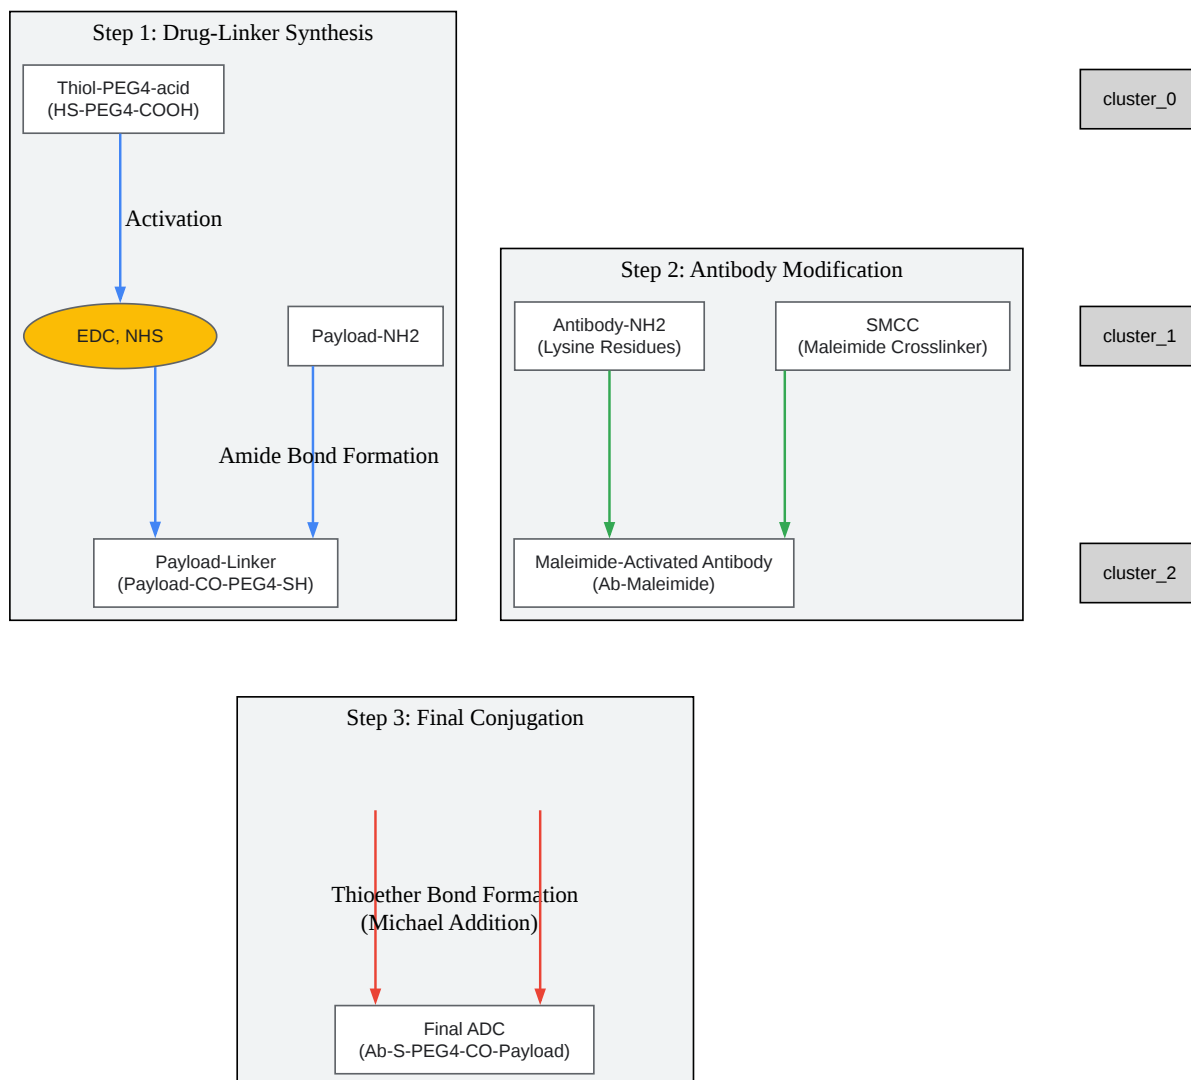 Step 1: Drug-Linker Synthesis
Thiol-PEG4-acid
(HS-PEG4-COOH)
Activation
EDC, NHS
Payload-NH2
Amide Bond Formation
Payload-Linker
(Payload-CO-PEG4-SH)
Step 2: Antibody Modification
Antibody-NH2
(Lysine Residues)
SMCC
(Maleimide Crosslinker)
Maleimide-Activated Antibody
(Ab-Maleimide)
cluster_0
cluster_1
cluster_2
Step 3: Final Conjugation
Thioether Bond Formation
(Michael Addition)
Final ADC
(Ab-S-PEG4-CO-Payload)